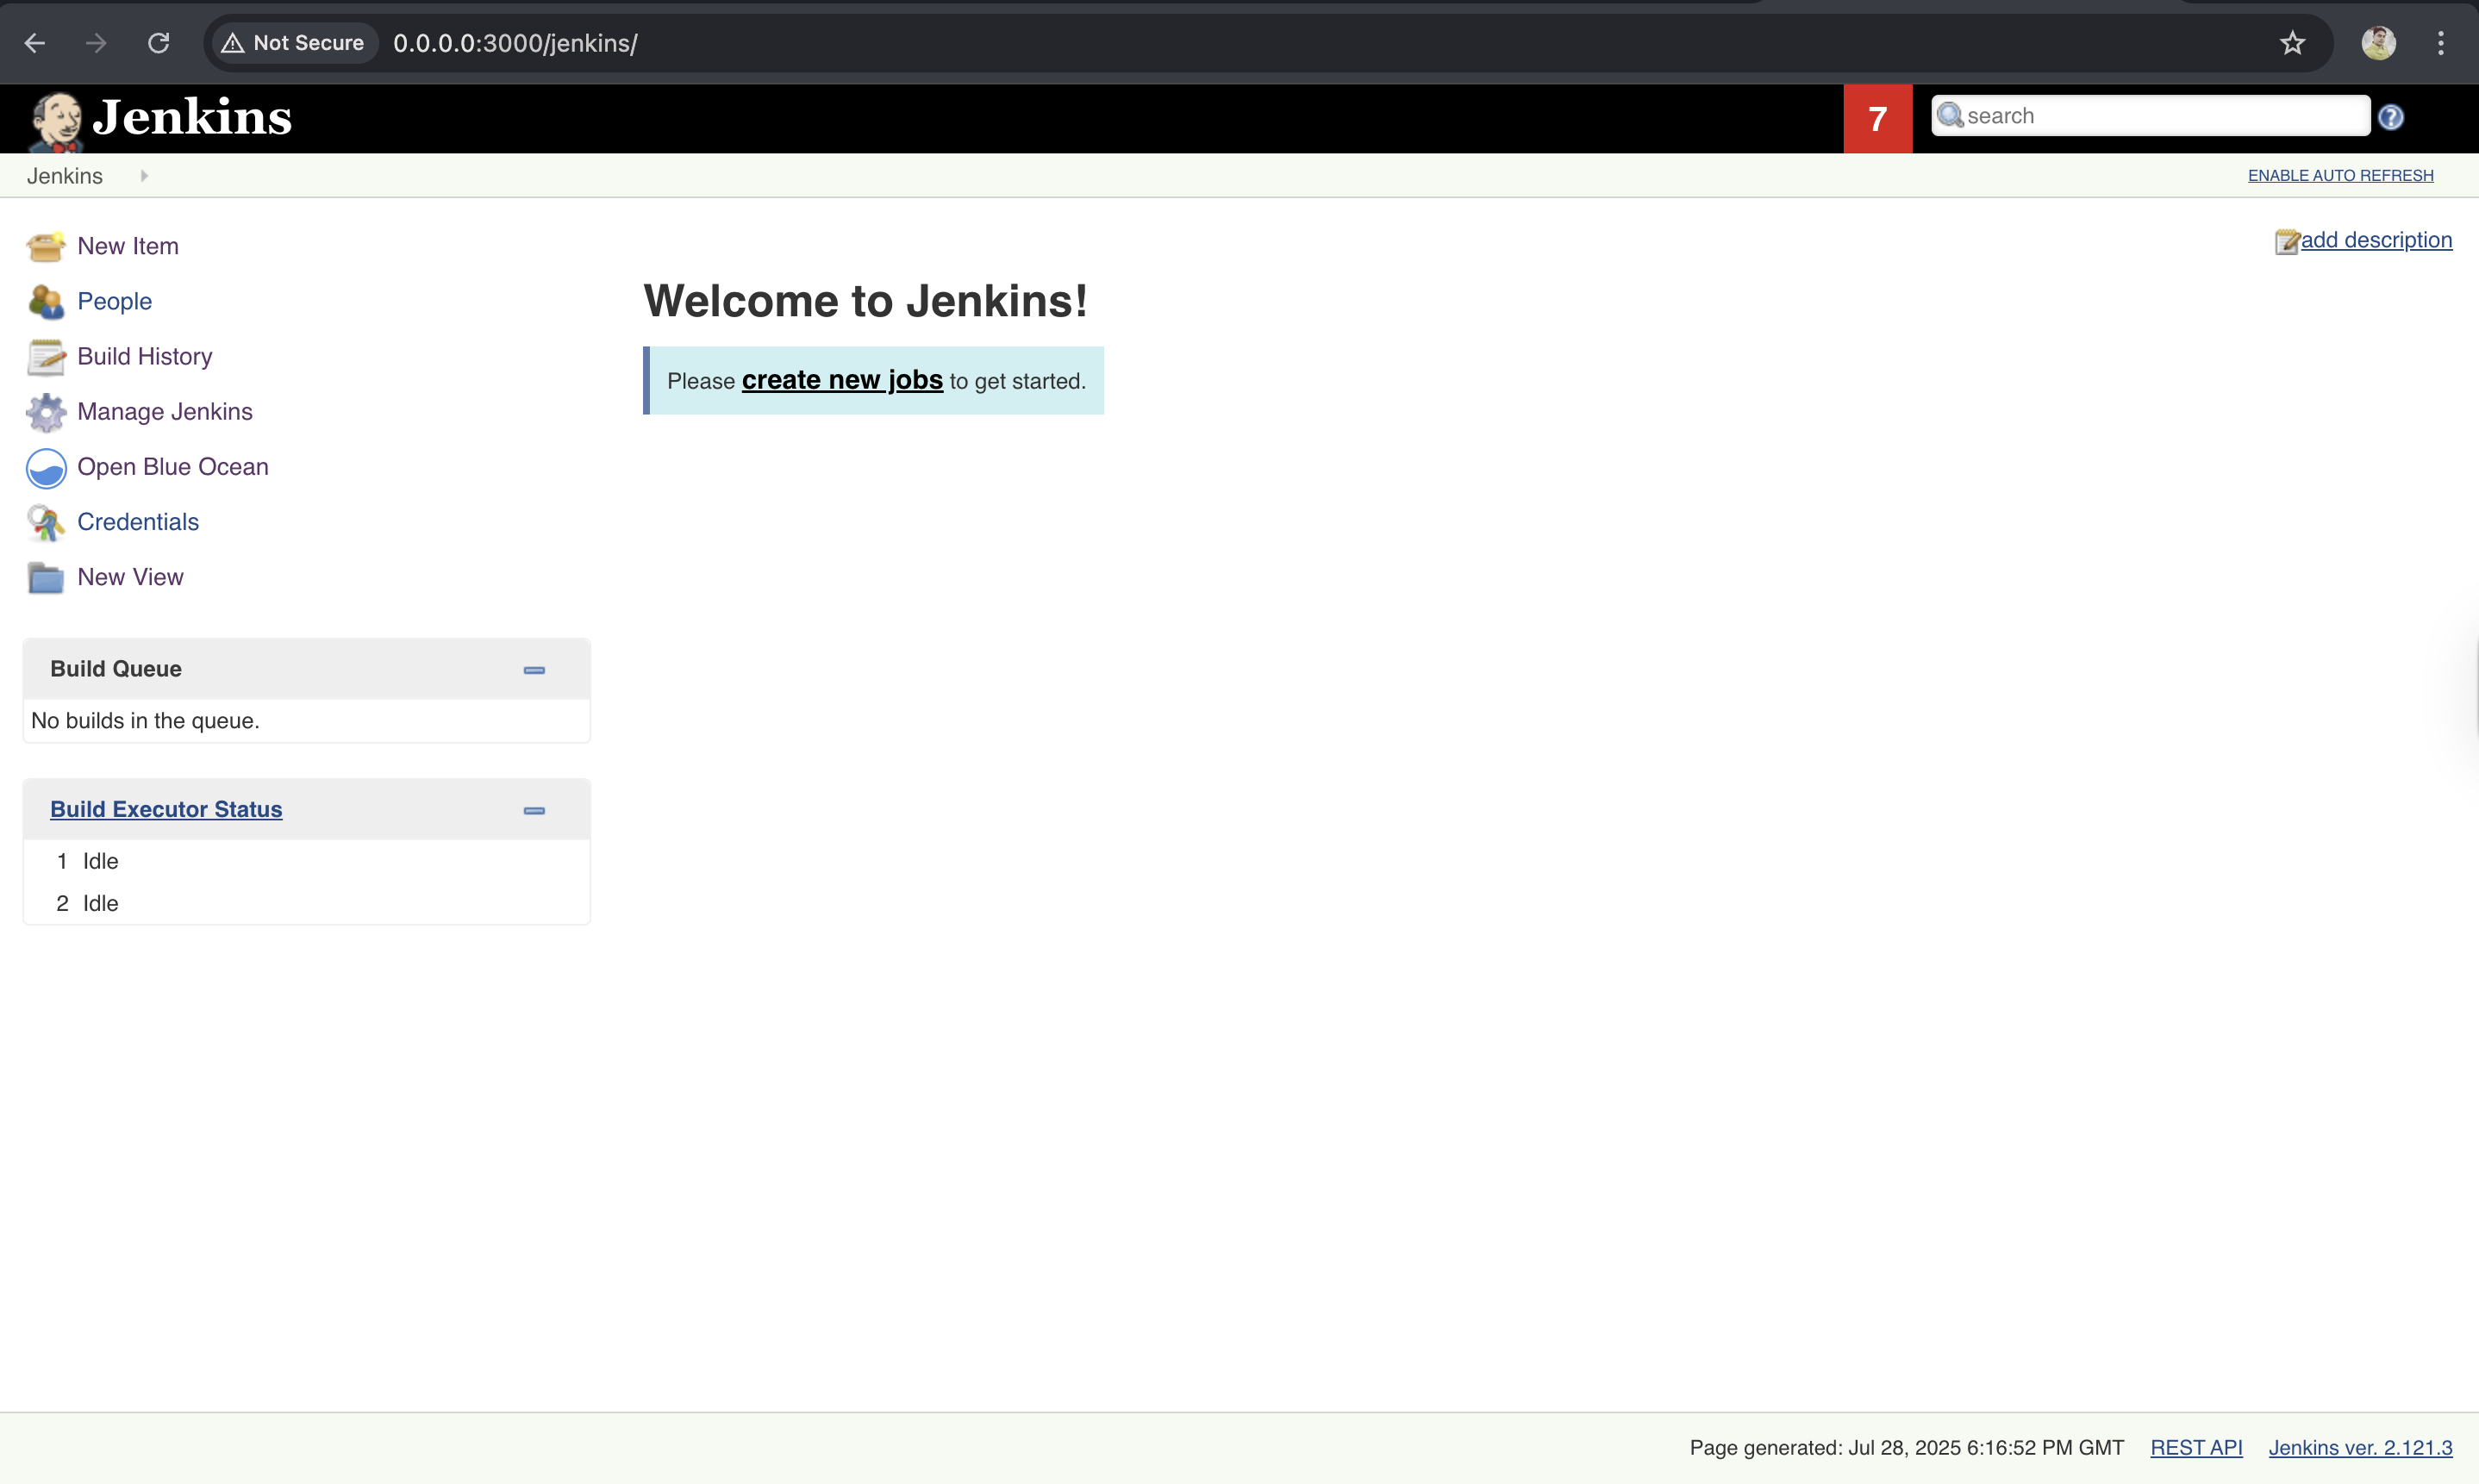 Not Secure 0.0.0.0:3000/jenkins/
Jenkins 7 search
Jenkins ENABLE AUTO REFRESH
New Item
People
Build History
Manage Jenkins
Open Blue Ocean
Credentials
New View
Build Queue
No builds in the queue.
Build Executor Status
1 Idle
2 Idle
add description
Welcome to Jenkins!
Please create new jobs to get started.
Page generated: Jul 28, 2025 6:16:52 PM GMT REST API Jenkins ver. 2.121.3